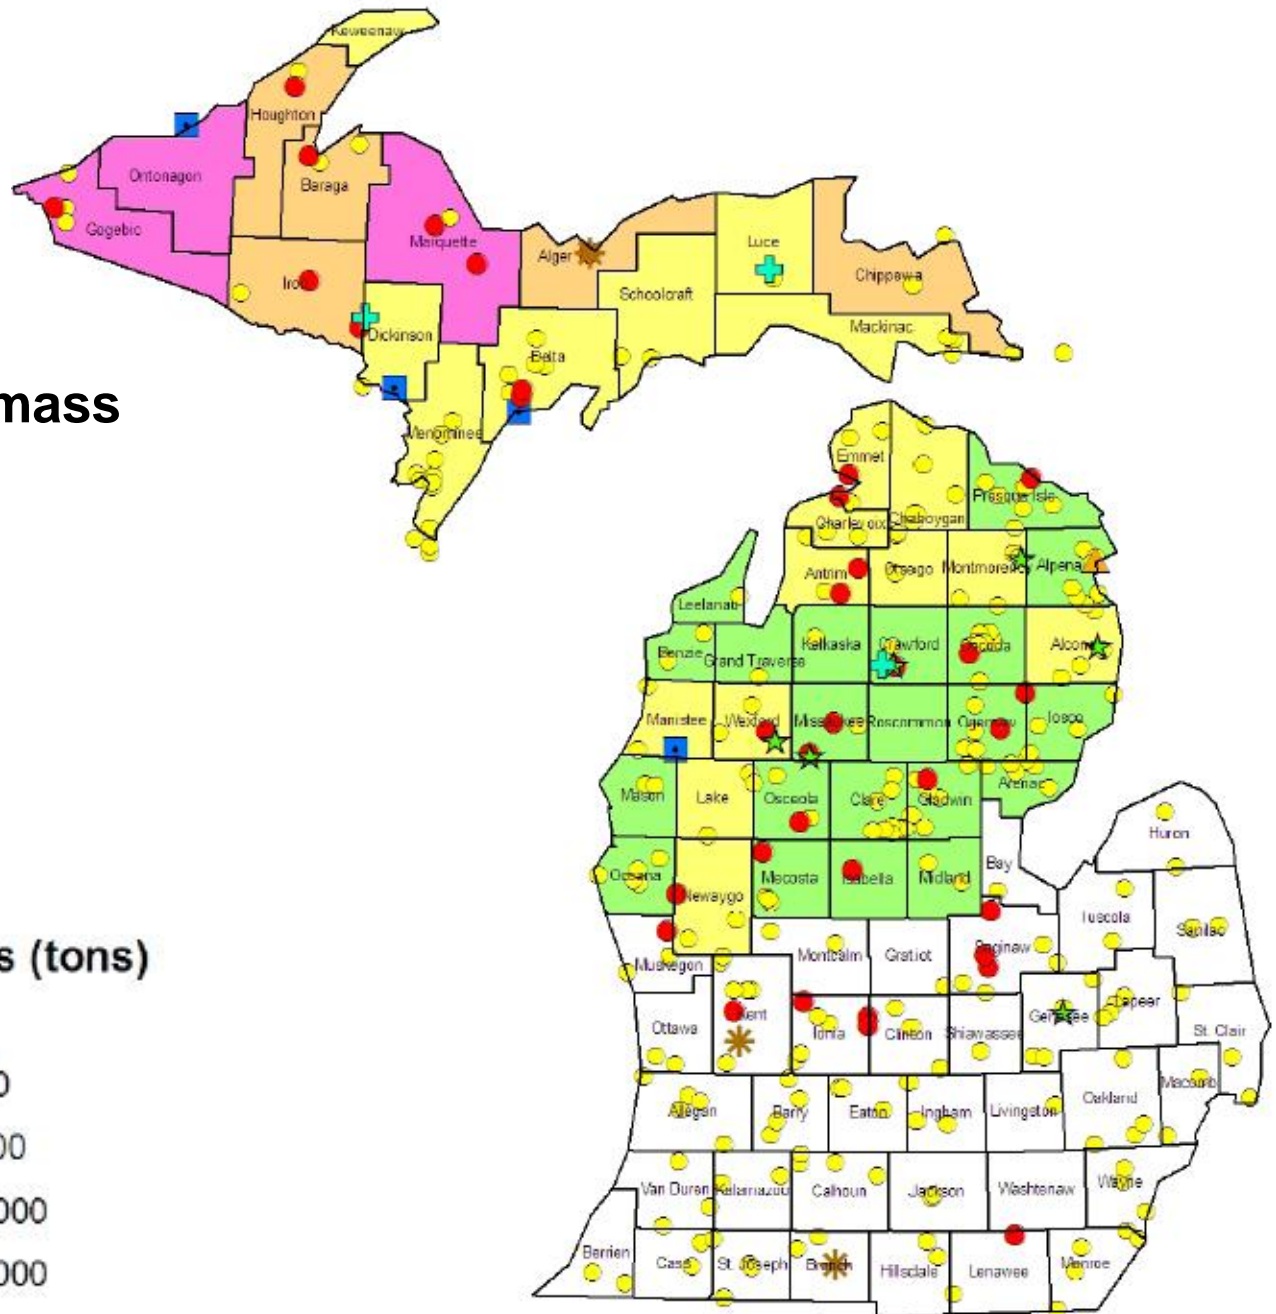 Keweenaw
Houghton
Ontonagon
Baraga
Gogebic
Marquette
Alger
Luce
Chippewa
Iron
Schoolcraft
Mackinac
Dickinson
Delta
mass
Menominee
Emmet
Presque Isle
Charlevoix
Cheboygan
Antrim
Otsego
Montmorency
Alpena
Leelanau
Kalkaska
Crawford
Oscoda
Alcona
Benzie
Grand Traverse
Manistee
Wexford
Missaukee
Roscommon
Ogemaw
Iosco
Mason
Lake
Osceola
Clare
Gladwin
Arenac
Huron
Oceana
Newaygo
Mecosta
Isabella
Midland
Bay
Tuscola
Sanilac
s (tons)
Muskegon
Montcalm
Gratiot
Saginaw
Ottawa
Kent
Ionia
Clinton
Shiawassee
Genesee
Lapeer
St. Clair
0
00
000
000
Allegan
Barry
Eaton
Ingham
Livingston
Oakland
Macomb
Van Buren
Kalamazoo
Calhoun
Jackson
Washtenaw
Wayne
Berrien
Cass
St. Joseph
Branch
Hillsdale
Lenawee
Monroe